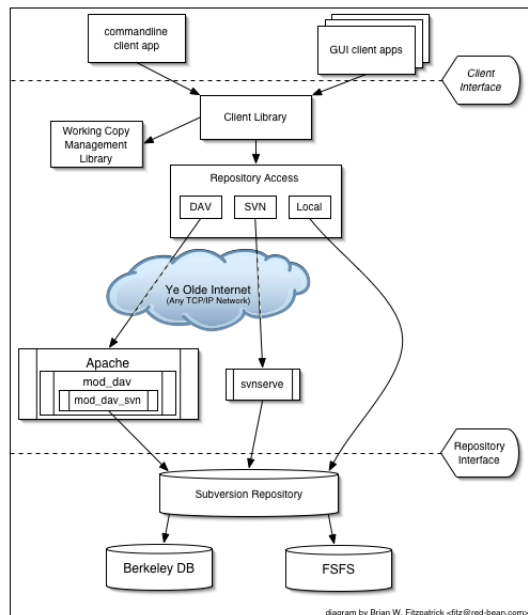 commandline
client app
GUI client apps
Client
Interface
Client Library
Working Copy
Management
Library
Repository Access
DAV
SVN
Local
Ye Olde Internet
(Any TCP/IP Network)
Apache
mod_dav
mod_dav_svn
svnserve
Repository
Interface
Subversion Repository
Berkeley DB
FSFS
diagram by Brian W. Fitzpatrick <fitz@red-bean.com>